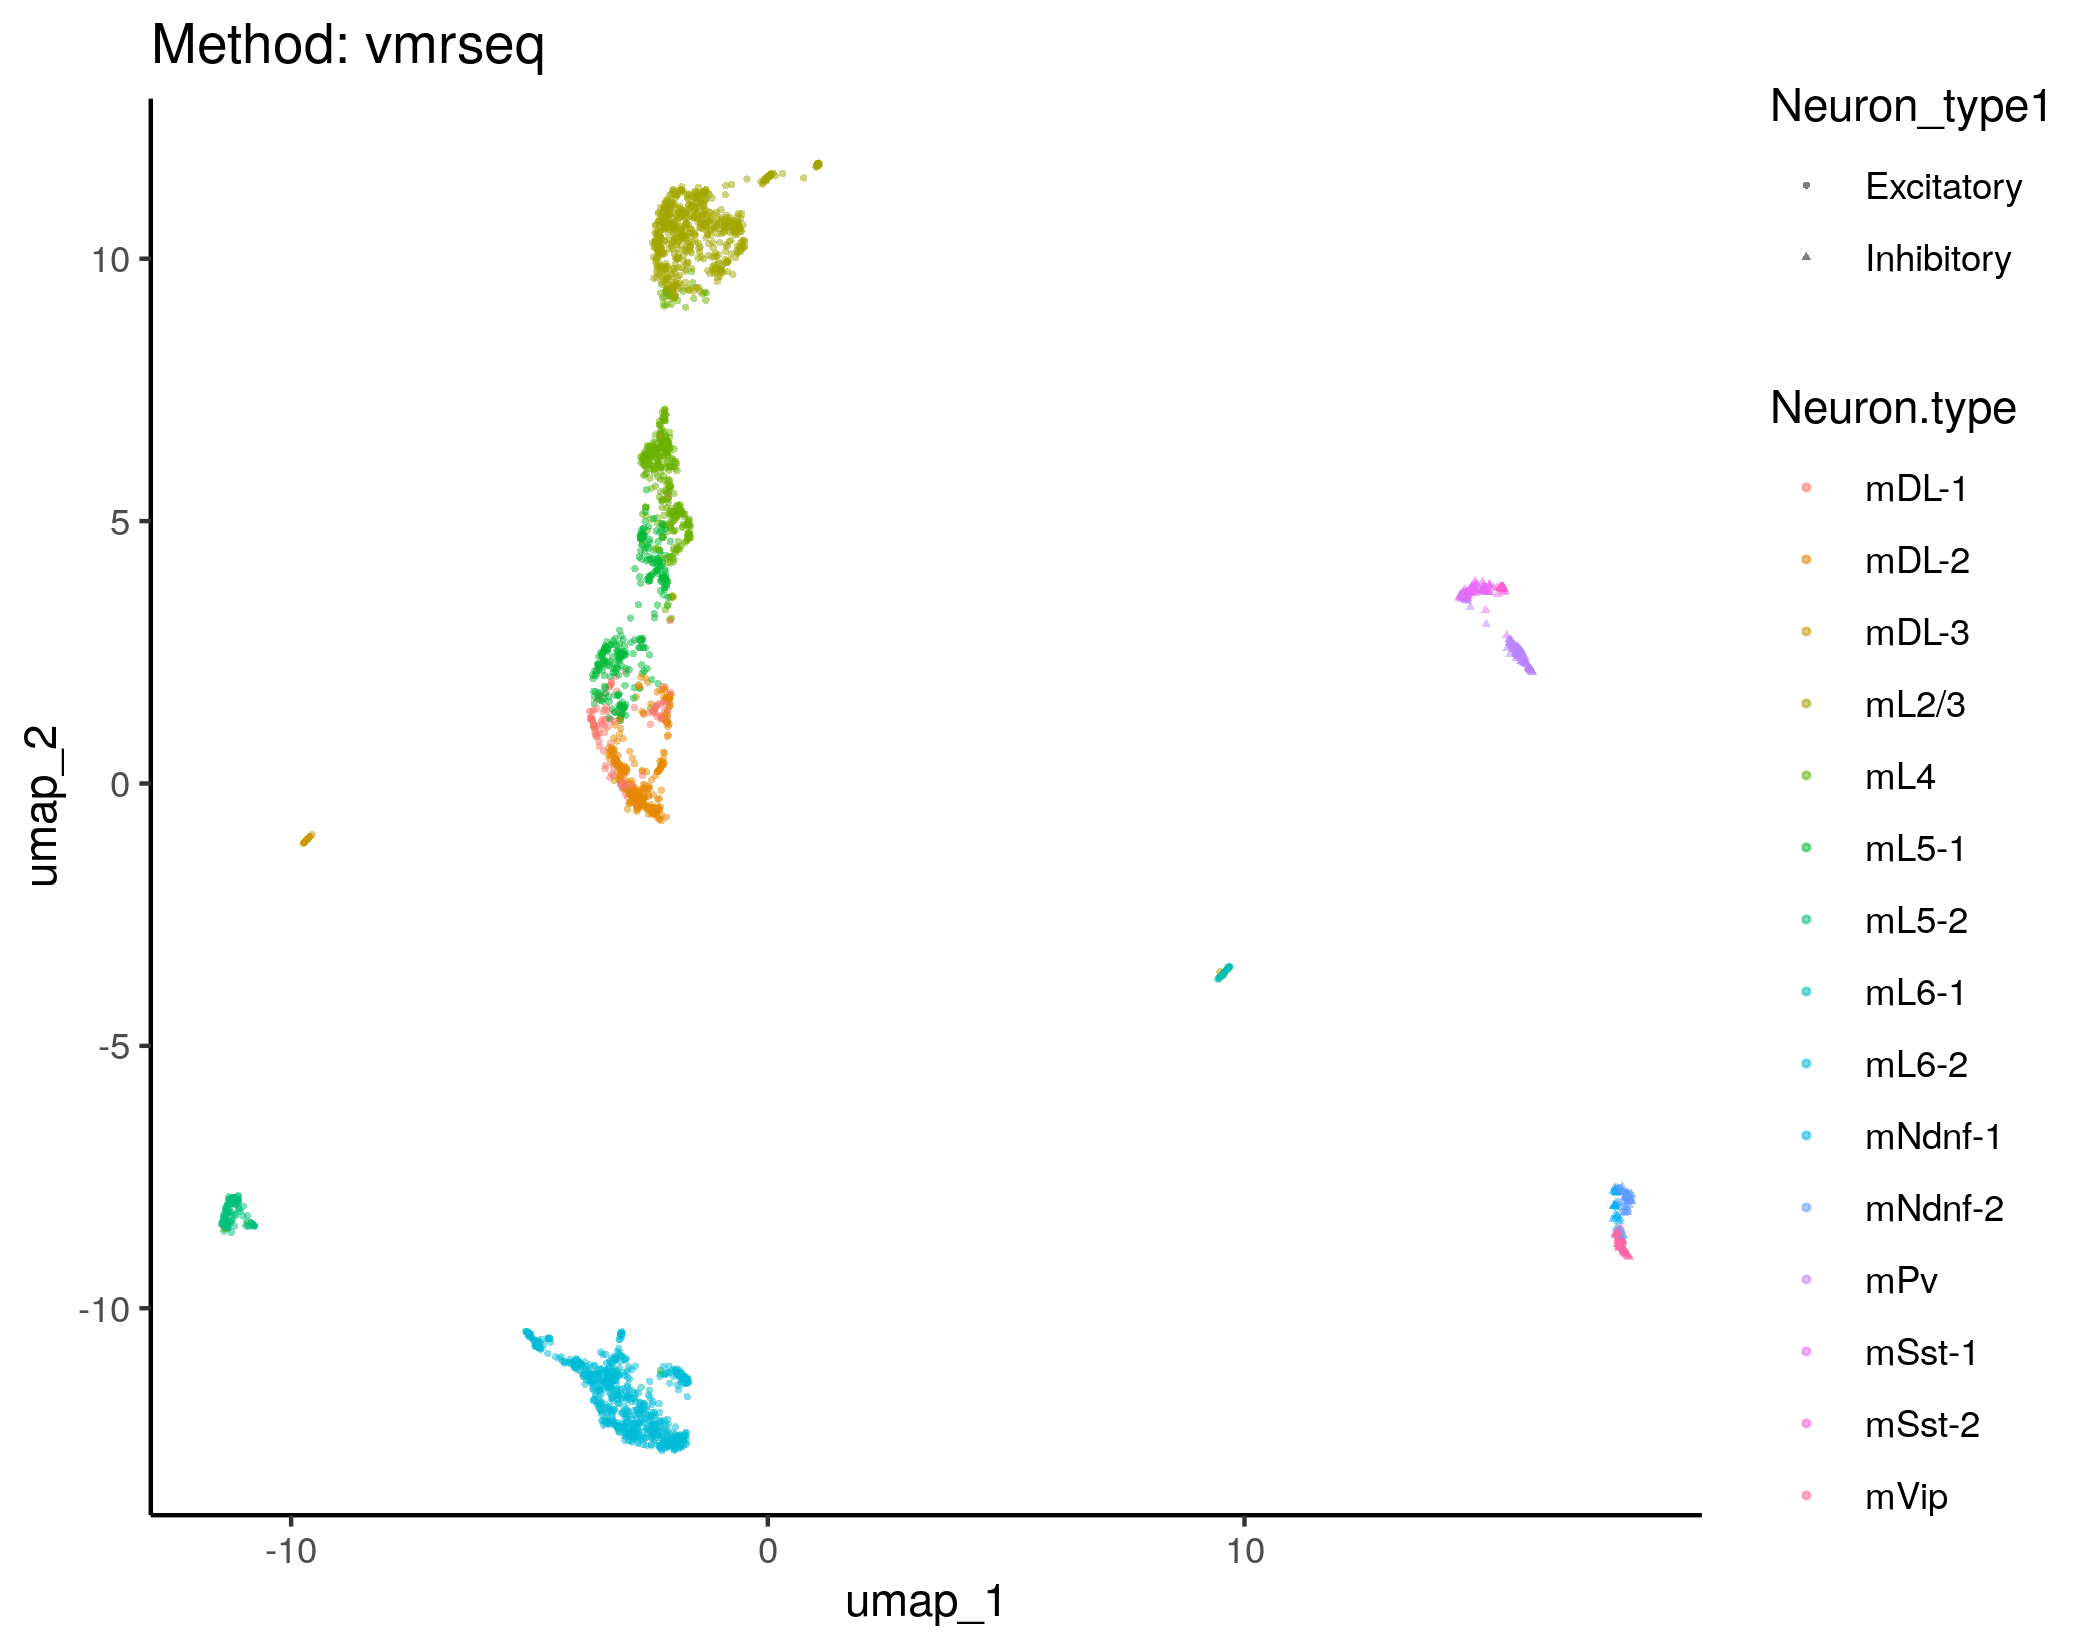 Method: vmrseq
Neuron_type1
Excitatory
Inhibitory
Neuron.type
mDL-1
mDL-2
mDL-3
mL2/3
mL4
mL5-1
mL5-2
mL6-1
mL6-2
mNdnf-1
mNdnf-2
mPv
mSst-1
mSst-2
mVip
umap_2
10
5
0
-5
-10
-10
0
10
umap_1